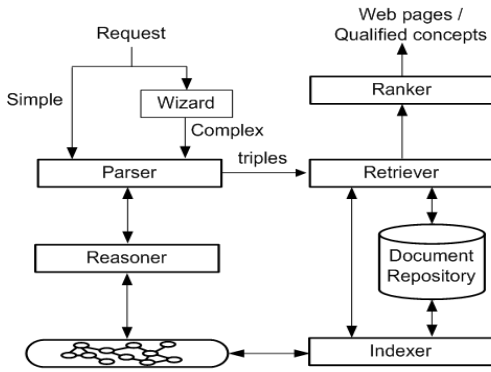 Request
Web pages /
Qualified concepts
Simple
Wizard
Ranker
Complex
triples
Parser
Retriever
Reasoner
Document
Repository
Indexer